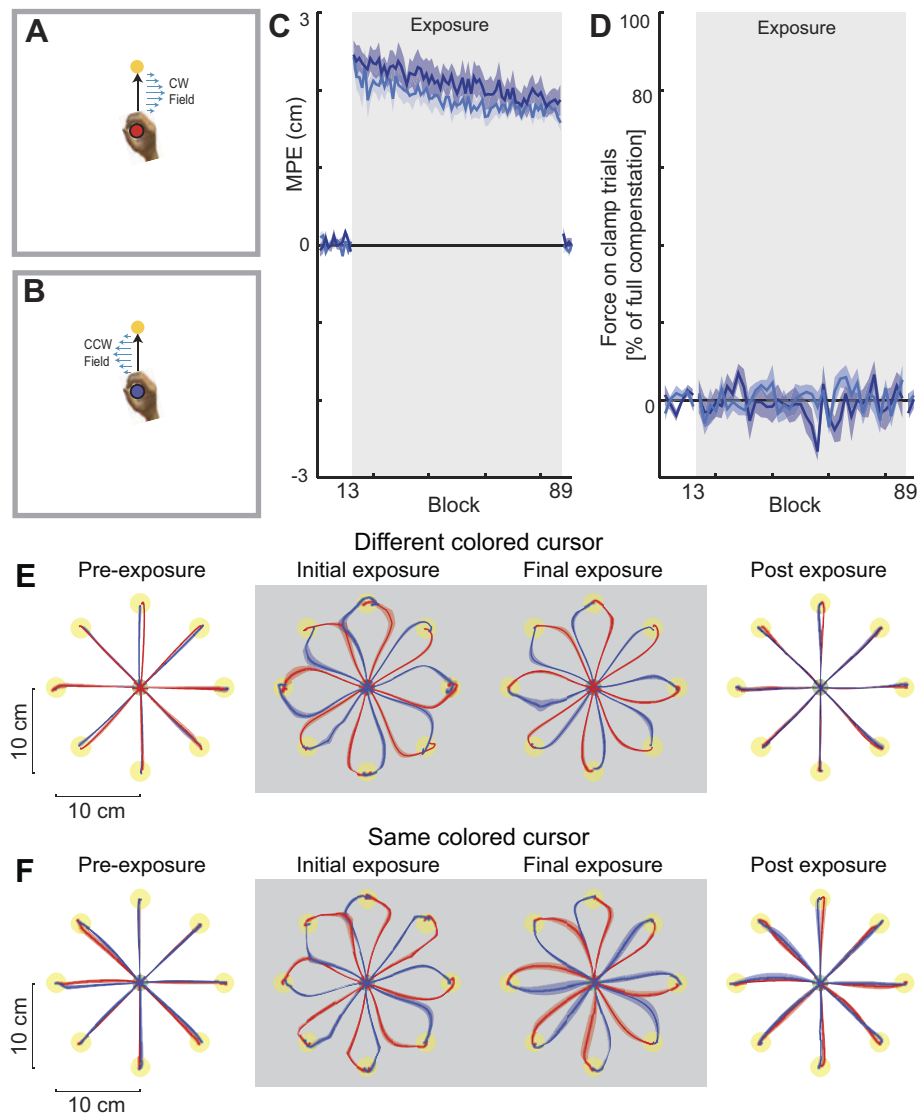 A
CW
Field
B
CCW
Field
C
Exposure
3
0
-3
MPE (cm)
13
89
Block
D
Exposure
100
80
0
Force on clamp trials
[% of full compenstation]
13
89
Block
Different colored cursor
E
Pre-exposure
Initial exposure
Final exposure
Post exposure
10 cm
10 cm
Same colored cursor
F
Pre-exposure
Initial exposure
Final exposure
Post exposure
10 cm
10 cm